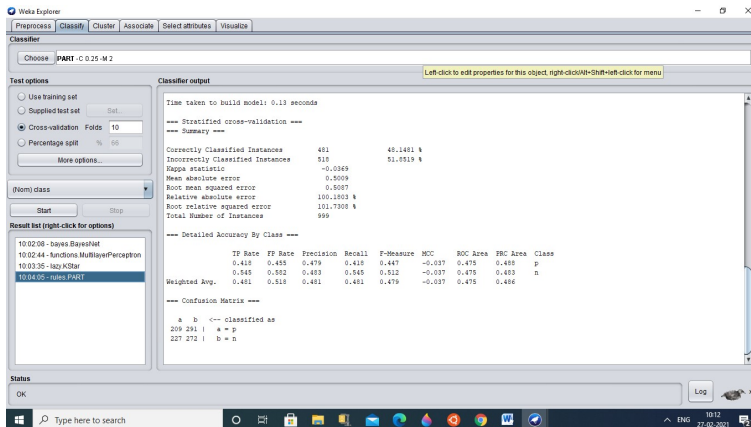 Weka Explorer
Preprocess Classify Cluster Associate Select attributes Visualize
Classifier
Choose PART -C 0.25 -M 2
Left-click to edit properties for this object, right-click/Alt+Shift+left-click for menu
Test options
Use training set
Supplied test set Set...
Cross-validation Folds 10
Percentage split % 66
More options...
(Nom) class
Start Stop
Result list (right-click for options)
10:02:08 - bayes.BayesNet
10:02:44 - functions.MultilayerPerceptron
10:03:35 - lazy.KStar
10:04:05 - rules.PART
Classifier output
Time taken to build model: 0.13 seconds
=== Stratified cross-validation ===
=== Summary ===
Correctly Classified Instances 481 48.1481 %
Incorrectly Classified Instances 518 51.8519 %
Kappa statistic -0.0369
Mean absolute error 0.5009
Root mean squared error 0.5087
Relative absolute error 100.1803 %
Root relative squared error 101.7308 %
Total Number of Instances 999
=== Detailed Accuracy By Class ===
TP Rate FP Rate Precision Recall F-Measure MCC ROC Area PRC Area Class
0.418 0.455 0.479 0.418 0.447 -0.037 0.475 0.488 p
0.545 0.582 0.483 0.545 0.512 -0.037 0.475 0.483 n
Weighted Avg. 0.481 0.518 0.481 0.481 0.479 -0.037 0.475 0.486
=== Confusion Matrix ===
a b <-- classified as
209 291 | a = p
227 272 | b = n
Status
OK
Log
x
Type here to search
ENG
10:12
27-02-2021